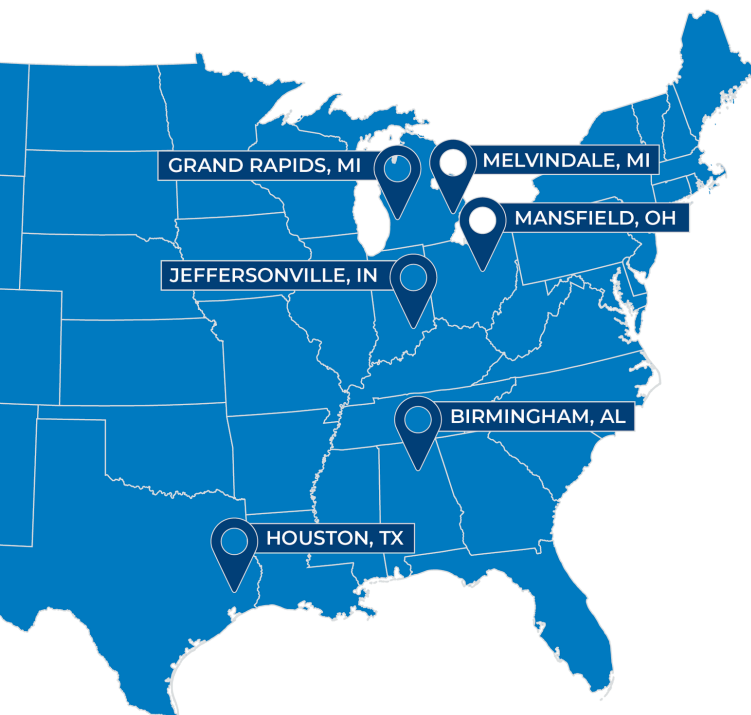 GRAND RAPIDS, MI
MELVINDALE, MI
MANSFIELD, OH
JEFFERSONVILLE, IN
BIRMINGHAM, AL
HOUSTON, TX